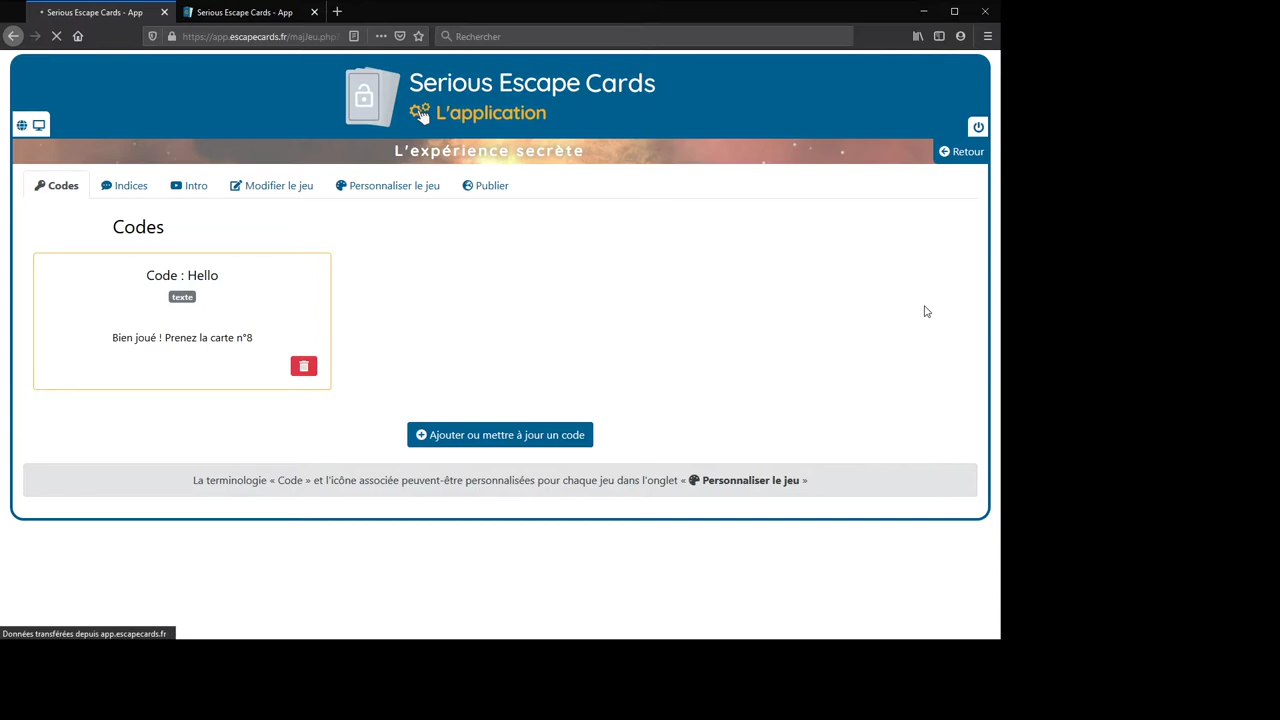 Serious Escape Cards - App
Serious Escape Cards - App
https://app.escapecards.fr/majJeu.php?
Rechercher
Serious Escape Cards
L'application
L'expérience secrète
Retour
Codes Indices Intro Modifier le jeu Personnaliser le jeu Publier
Codes
Code : Hello
texte
Bien joué ! Prenez la carte n°8
Ajouter ou mettre à jour un code
La terminologie « Code » et l'icône associée peuvent-être personnalisées pour chaque jeu dans l'onglet « Personnaliser le jeu »
Données transférées depuis app.escapecards.fr